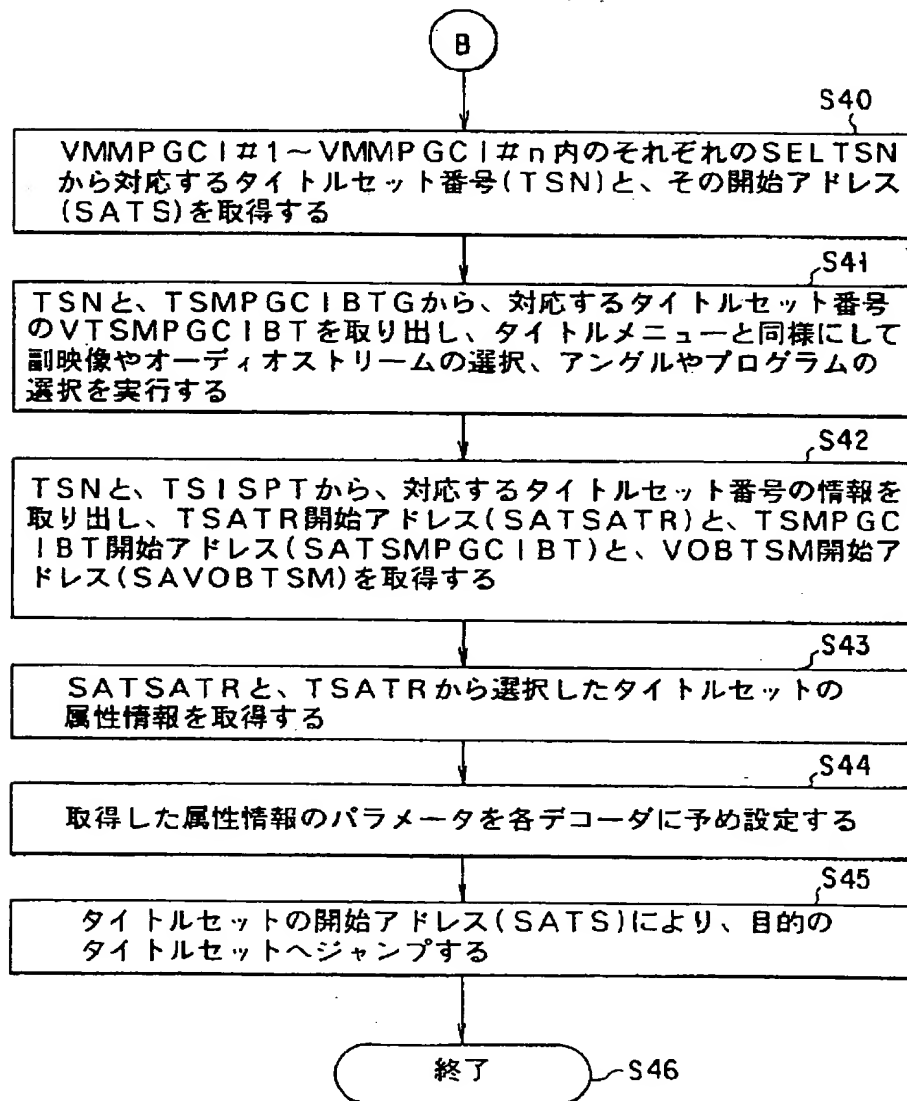 B
S40
VMMPGCI#1~VMMPGCI#n内のそれぞれのSELTSN
から対応するタイトルセット番号(TSN)と、その開始アドレス
(SATS)を取得する
S41
TSNと、TSMPGCIBTGから、対応するタイトルセット番号
のVTSMPGCIBTを取り出し、タイトルメニューと同様にして
副映像やオーディオストリームの選択、アングルやプログラムの
選択を実行する
S42
TSNと、TSISPTから、対応するタイトルセット番号の情報を
取り出し、TSATR開始アドレス(SATSATR)と、TSMPGC
IBT開始アドレス(SATSMPGCIBT)と、VOBTSM開始ア
ドレス(SAVOBTSM)を取得する
S43
SATSATRと、TSATRから選択したタイトルセットの
属性情報を取得する
S44
取得した属性情報のパラメータを各デコーダに予め設定する
S45
タイトルセットの開始アドレス(SATS)により、目的の
タイトルセットへジャンプする
終了
S46